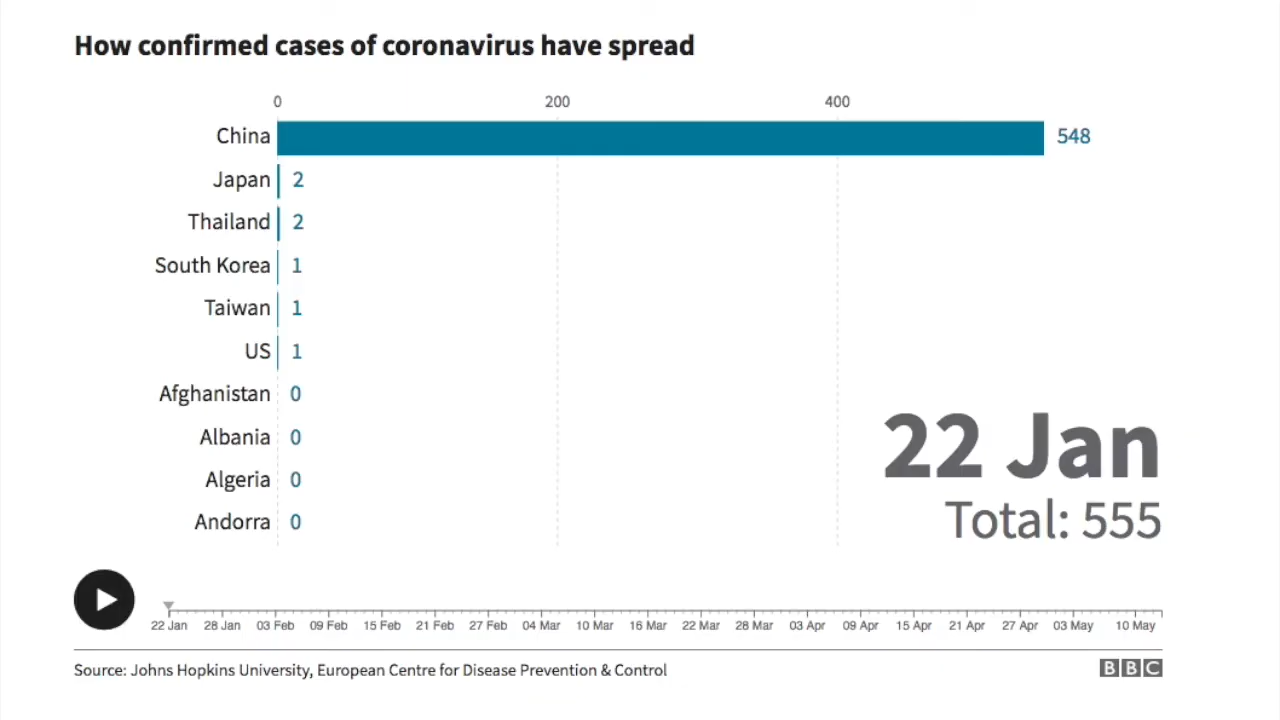 How confirmed cases of coronavirus have spread
0 200 400
China 548
Japan 2
Thailand 2
South Korea 1
Taiwan 1
US 1
Afghanistan 0
Albania 0
Algeria 0
Andorra 0
22 Jan
Total: 555
22 Jan 28 Jan 03 Feb 09 Feb 15 Feb 21 Feb 27 Feb 04 Mar 10 Mar 16 Mar 22 Mar 28 Mar 03 Apr 09 Apr 15 Apr 21 Apr 27 Apr 03 May 10 May
Source: Johns Hopkins University, European Centre for Disease Prevention & Control
BBC